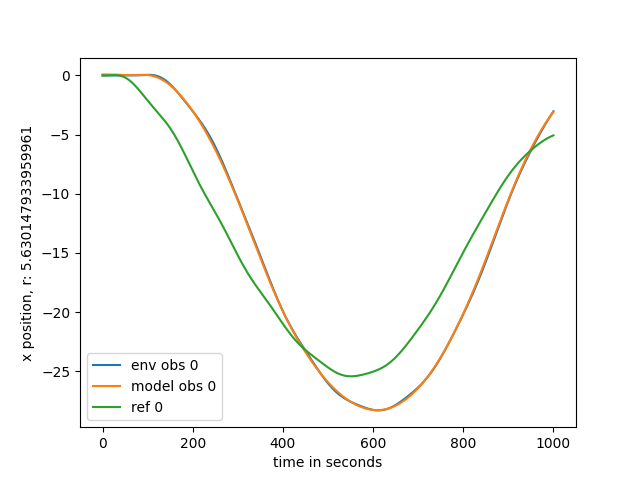 x position, r: 5.630147933959961
0
−5
−10
−15
−20
−25
env obs 0
model obs 0
ref 0
0
200
400
600
800
1000
time in seconds